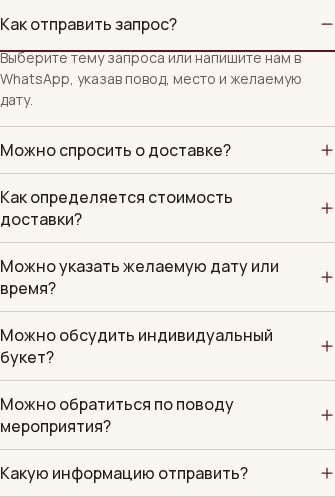 Как отправить запрос?
Выберите тему запроса или напишите нам в
WhatsApp, указав повод, место и желаемую
дату.
Можно спросить о доставке?
Как определяется стоимость
доставки?
Можно указать желаемую дату или
время?
Можно обсудить индивидуальный
букет?
Можно обратиться по поводу
мероприятия?
Какую информацию отправить?